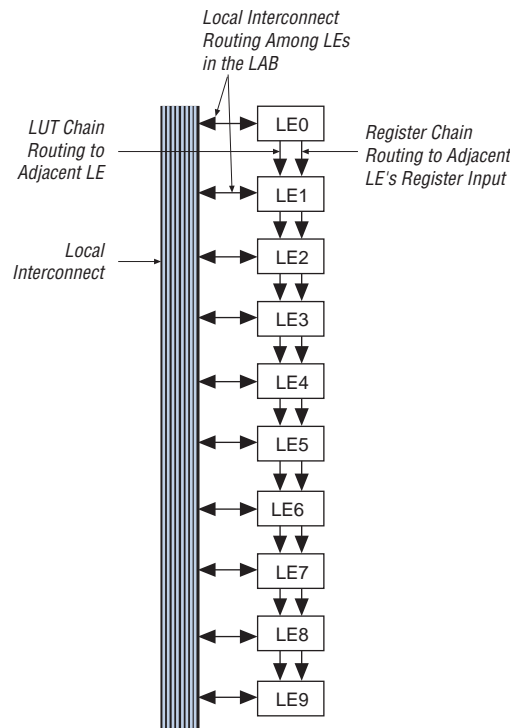 Local Interconnect
Routing Among LEs
in the LAB
LUT Chain
Routing to
Adjacent LE
Register Chain
Routing to Adjacent
LE's Register Input
Local
Interconnect
LE0
LE1
LE2
LE3
LE4
LE5
LE6
LE7
LE8
LE9